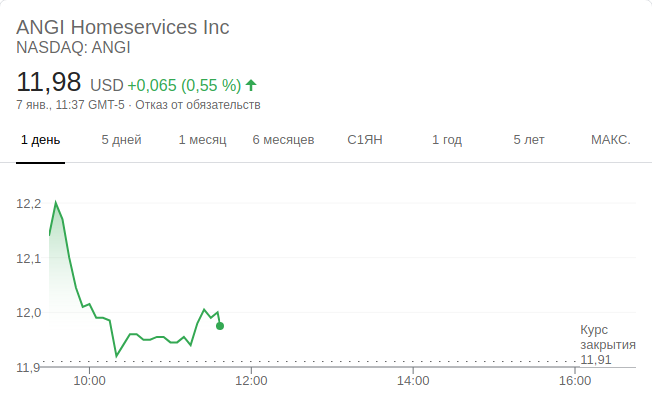 ANGI Homeservices Inc
NASDAQ: ANGI
11,98 USD +0,065 (0,55 %)
7 янв., 11:37 GMT-5 · Отказ от обязательств
1 день 5 дней 1 месяц 6 месяцев С1ЯН 1 год 5 лет МАКС.
12,2
12,1
12,0
Курс
закрытия
11,91
11,9
10:00 12:00 14:00 16:00